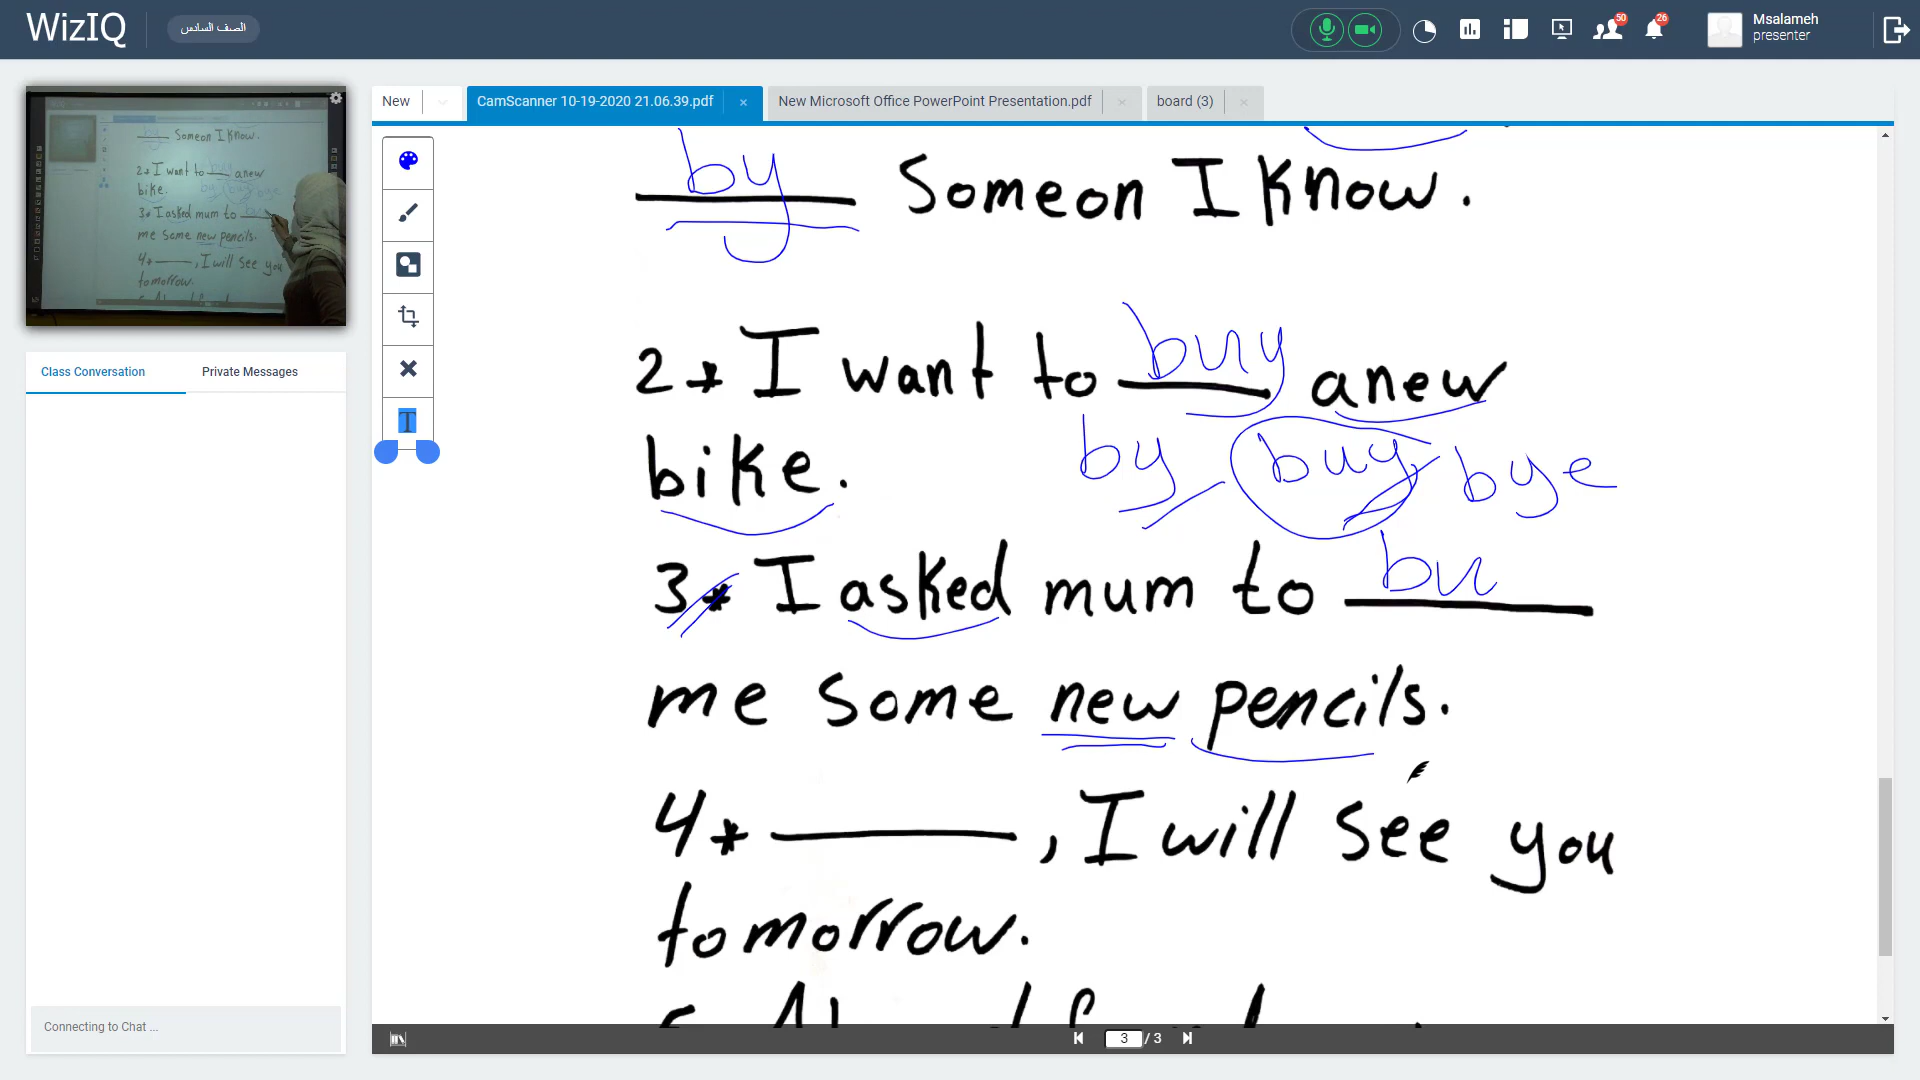 WizIQ
الصف السادس
50
26
Msalameh
presenter
New
CamScanner 10-19-2020 21.06.39.pdf
New Microsoft Office PowerPoint Presentation.pdf
board (3)
by Someon I Know.
2* I want to buy anew
bike.
by buy bye
3* I asked mum to bu
me some new pencils.
4* ______, I will see you
tomorrow.
Class Conversation
Private Messages
Connecting to Chat ...
3 / 3